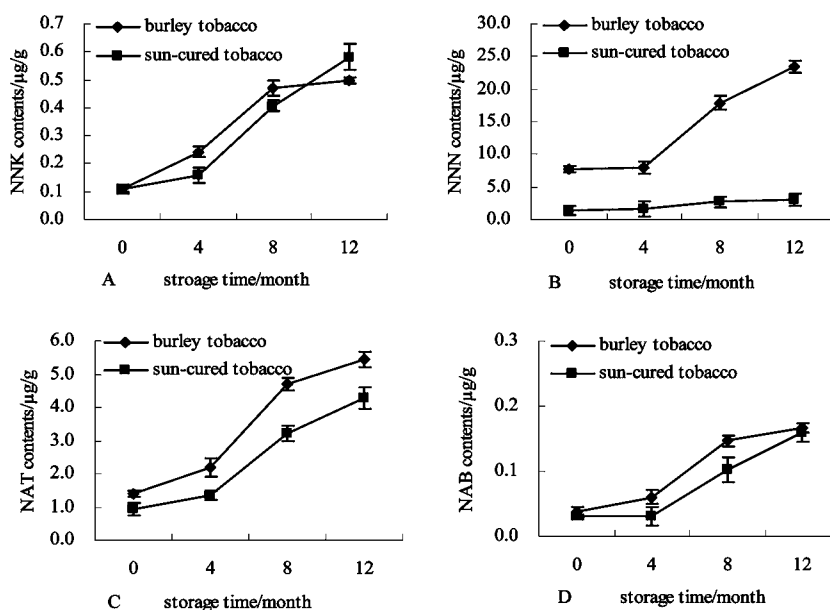 burley tobacco
sun-cured tobacco
NNK contents/µg/g
0.7
0.6
0.5
0.4
0.3
0.2
0.1
0.0
0 4 8 12
A stroage time/month
burley tobacco
sun-cured tobacco
NNN contents/µg/g
30.0
25.0
20.0
15.0
10.0
5.0
0.0
0 4 8 12
B storage time/month
burley tobacco
sun-cured tobacco
NAT contents/µg/g
6.0
5.0
4.0
3.0
2.0
1.0
0.0
0 4 8 12
C storage time/month
burley tobacco
sun-cured tobacco
NAB contents/µg/g
0.3
0.2
0.1
0.0
0 4 8 12
D storage time/month